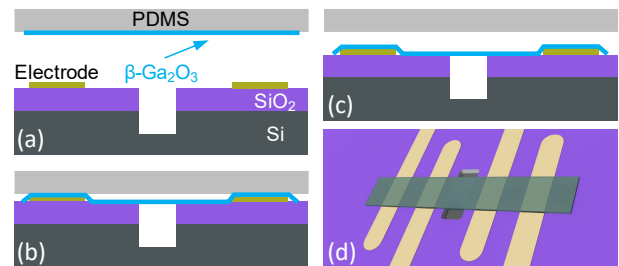 PDMS
β-Ga2O3
Electrode
SiO2
Si
(a)
(b)
(c)
(d)